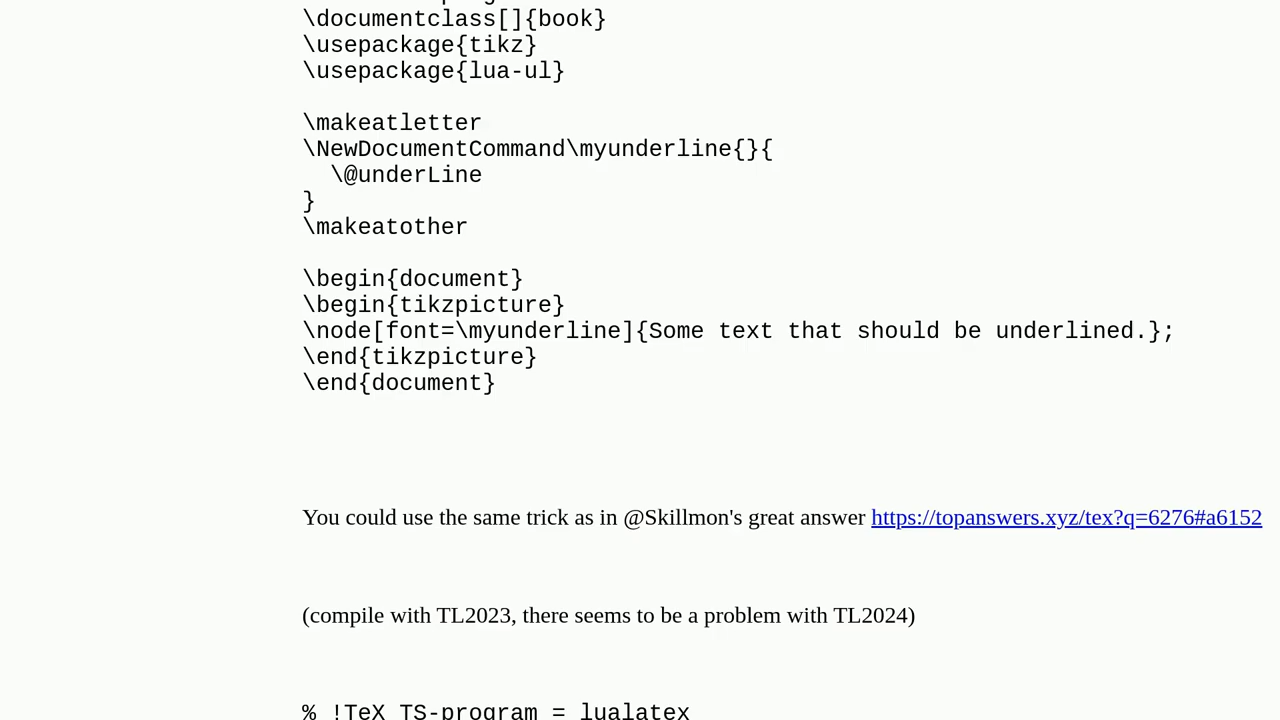 \documentclass[]{book}
\usepackage{tikz}
\usepackage{lua-ul}
\makeatletter
\NewDocumentCommand\myunderline{}{
\@underLine
}
\makeatother
\begin{document}
\begin{tikzpicture}
\node[font=\myunderline]{Some text that should be underlined.};
\end{tikzpicture}
\end{document}
You could use the same trick as in @Skillmon's great answer https://topanswers.xyz/tex?q=6276#a6152
(compile with TL2023, there seems to be a problem with TL2024)
% !TeX TS-program = lualatex